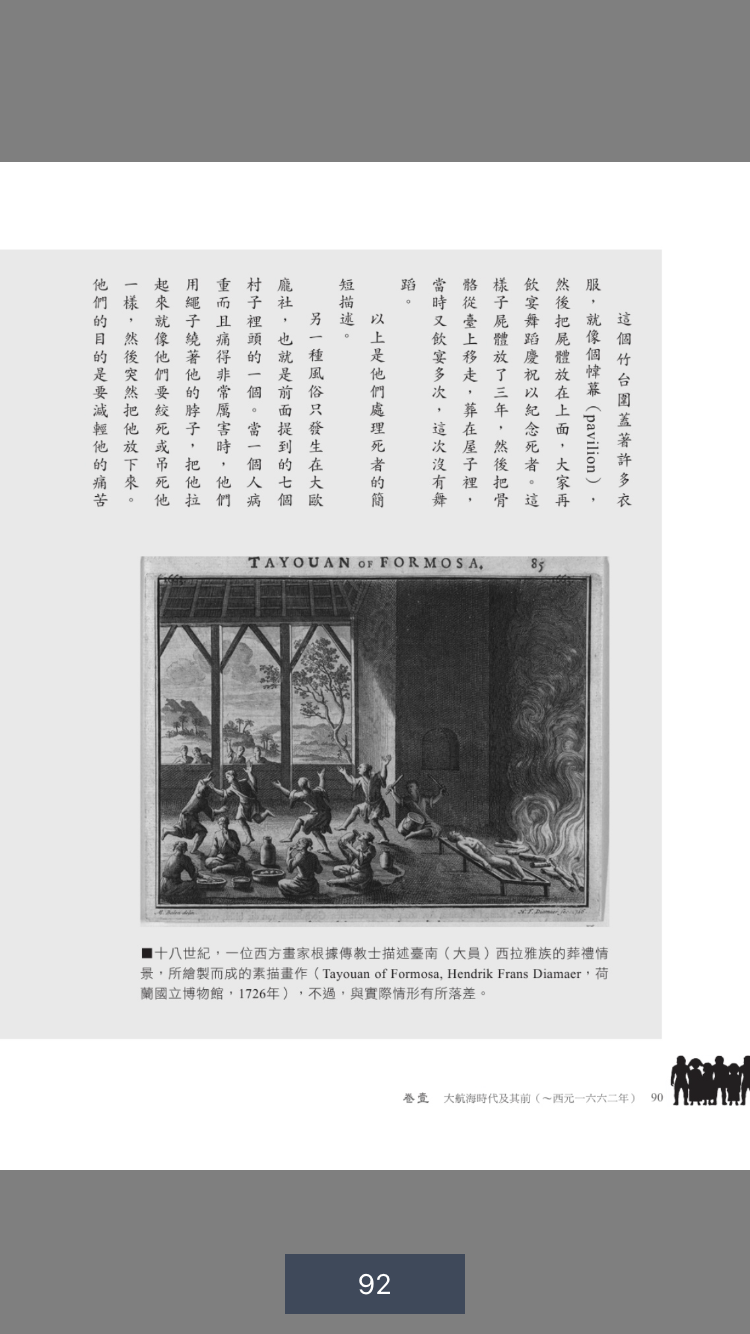 這個竹台圍蓋著許多衣
服，就像個幃幕（pavilion），
然後把屍體放在上面，大家再
飲宴舞蹈慶祝以紀念死者。這
樣子屍體放了三年，然後把骨
骼從臺上移走，葬在屋子裡，
當時又飲宴多次，這次沒有舞
蹈。
以上是他們處理死者的簡
短描述。
另一種風俗只發生在大歐
龐社，也就是前面提到的七個
村子裡頭的一個。當一個人病
重而且痛得非常厲害時，他們
用繩子繞著他的脖子，把他拉
起來就像他們要絞死或吊死他
一樣，然後突然把他放下來。
他們的目的是要減輕他的痛苦
TAYOUAN OF FORMOSA. 85
■十八世紀，一位西方畫家根據傳教士描述臺南（大員）西拉雅族的葬禮情
景，所繪製而成的素描畫作（Tayouan of Formosa, Hendrik Frans Diamaer，荷
蘭國立博物館，1726年），不過，與實際情形有所落差。
卷壹 大航海時代及其前（～西元一六六二年） 90
92